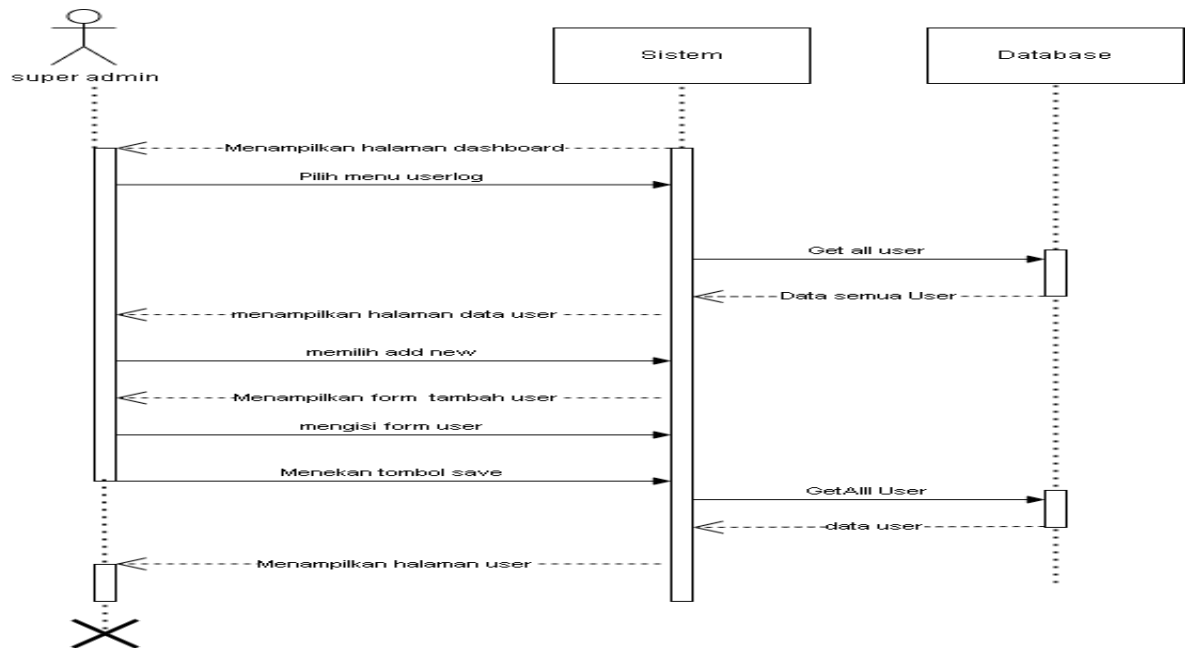 super admin
Sistem
Database
Menampilkan halaman dashboard
Pilih menu userlog
Get all user
Data semua User
menampilkan halaman data user
memilih add new
Menampilkan form tambah user
mengisi form user
Menekan tombol save
GetAlll User
data user
Menampilkan halaman user